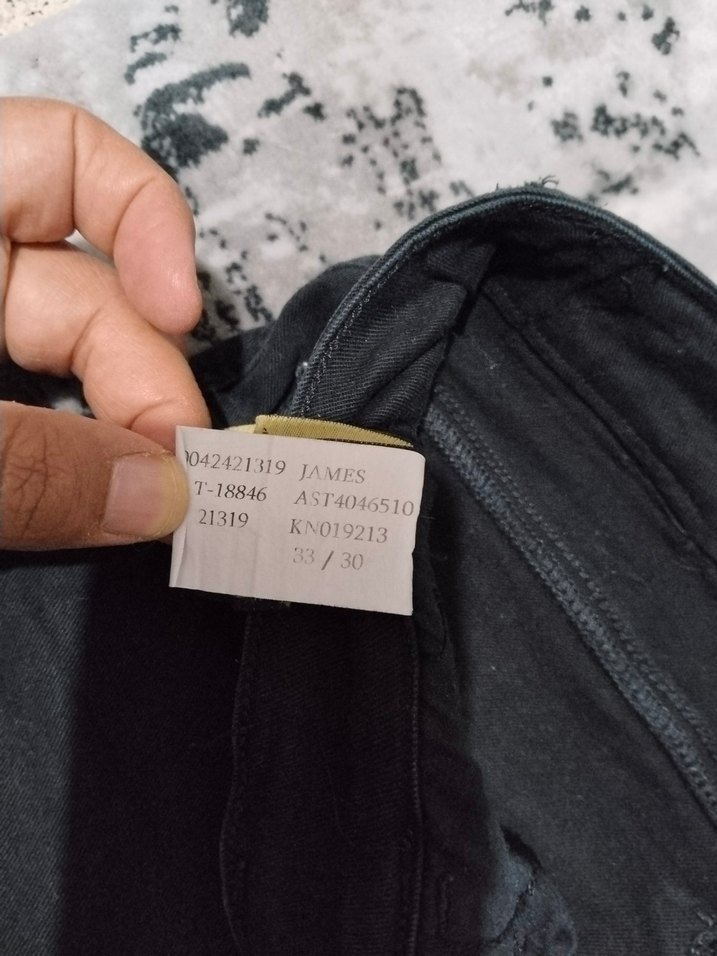 0042421319 JAMES
T-18846 AST4046510
21319 KN019213
33 / 30